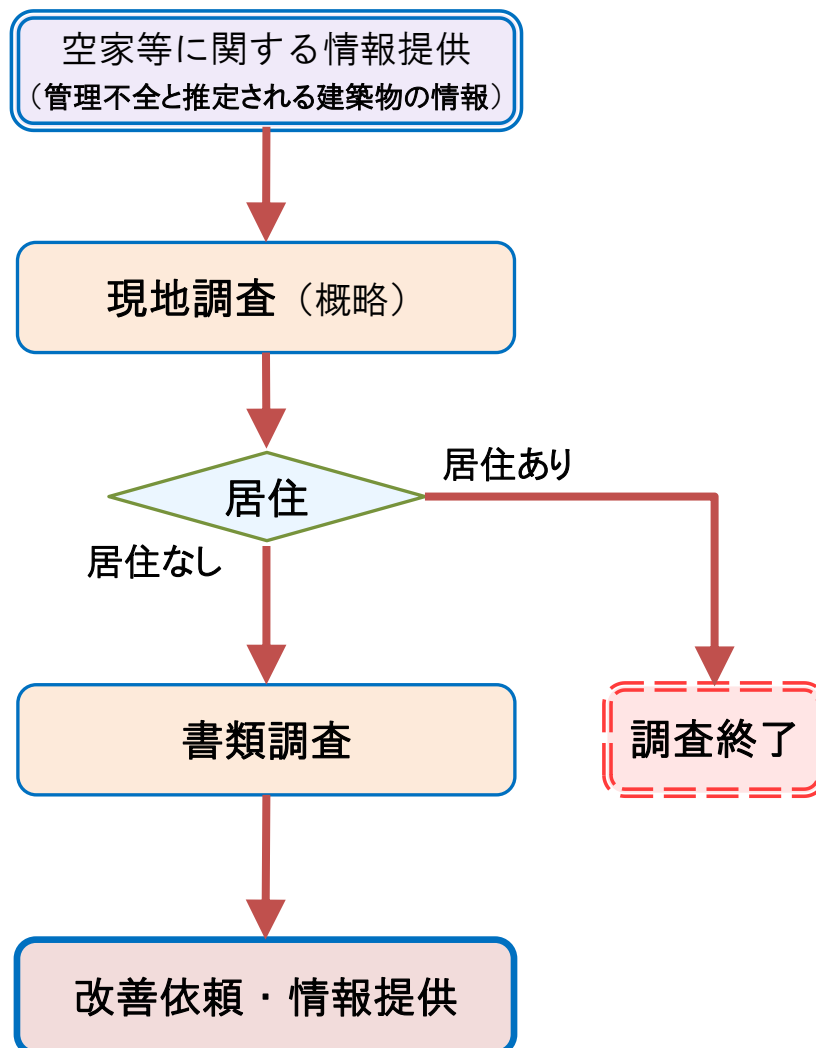 空家等に関する情報提供
（管理不全と推定される建築物の情報）
現地調査（概略）
居住
居住あり
居住なし
書類調査
調査終了
改善依頼・情報提供